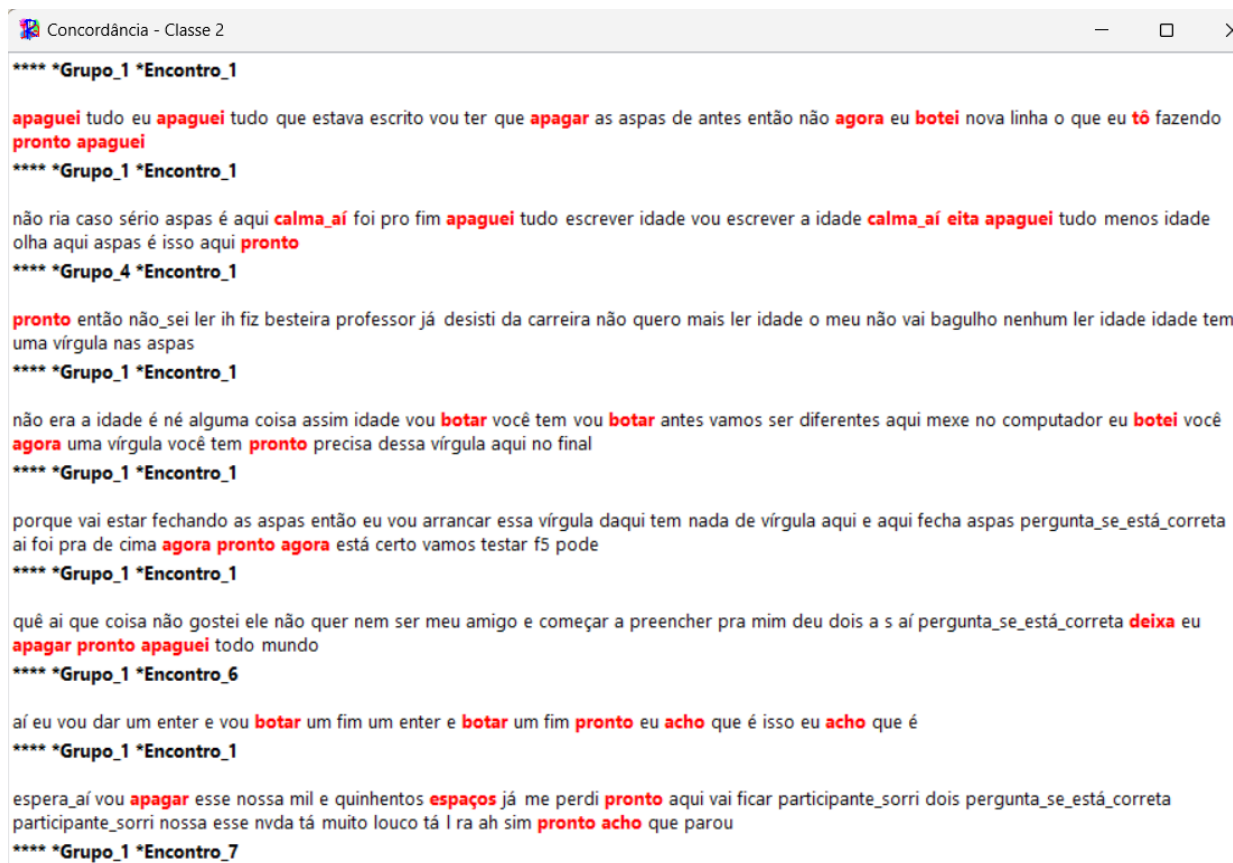 Concordância - Classe 2
**** *Grupo_1 *Encontro_1
apaguei tudo eu apaguei tudo que estava escrito vou ter que apagar as aspas de antes então não agora eu botei nova linha o que eu tô fazendo
pronto apaguei
**** *Grupo_1 *Encontro_1
não ria caso sério aspas é aqui calma_aí foi pro fim apaguei tudo escrever idade vou escrever a idade calma_aí eita apaguei tudo menos idade
olha aqui aspas é isso aqui pronto
**** *Grupo_4 *Encontro_1
pronto então não_sei ler ih fiz besteira professor já desisti da carreira não quero mais ler idade o meu não vai bagulho nenhum ler idade idade tem
uma vírgula nas aspas
**** *Grupo_1 *Encontro_1
não era a idade é né alguma coisa assim idade vou botar você tem vou botar antes vamos ser diferentes aqui mexe no computador eu botei você
agora uma vírgula você tem pronto precisa dessa vírgula aqui no final
**** *Grupo_1 *Encontro_1
porque vai estar fechando as aspas então eu vou arrancar essa vírgula daqui tem nada de vírgula aqui e aqui fecha aspas pergunta_se_está_correta
ai foi pra de cima agora pronto agora está certo vamos testar f5 pode
**** *Grupo_1 *Encontro_1
quê ai que coisa não gostei ele não quer nem ser meu amigo e começar a preencher pra mim deu dois a s aí pergunta_se_está_correta deixa eu
apagar pronto apaguei todo mundo
**** *Grupo_1 *Encontro_6
aí eu vou dar um enter e vou botar um fim um enter e botar um fim pronto eu acho que é isso eu acho que é
**** *Grupo_1 *Encontro_1
espera_aí vou apagar esse nossa mil e quinhentos espaços já me perdi pronto aqui vai ficar participante_sorri dois pergunta_se_está_correta
participante_sorri nossa esse nvda tá muito louco tá l ra ah sim pronto acho que parou
**** *Grupo_1 *Encontro_7